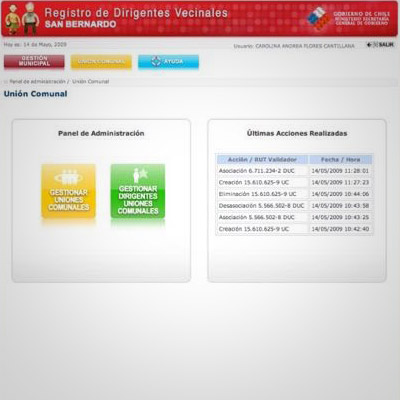 Registro de Dirigentes Vecinales
SAN BERNARDO
GOBIERNO DE CHILE
MINISTERIO SECRETARÍA
GENERAL DE GOBIERNO
Hoy es: 14 de Mayo, 2009
Usuario: CAROLINA ANDREA FLORES CANTILLANA
SALIR
GESTIÓN MUNICIPAL
UNIÓN COMUNAL
AYUDA
Panel de administración / Unión Comunal
Unión Comunal
Panel de Administración
GESTIONAR
UNIONES
COMUNALES
GESTIONAR
DIRIGENTES
UNIONES
COMUNALES
Últimas Acciones Realizadas
Acción / RUT Validador Fecha / Hora
Asociación 6.711.234-2 DUC 14/05/2009 11:28:01
Creación 15.610.625-9 UC 14/05/2009 11:27:23
Eliminación 15.610.625-9 UC 14/05/2009 10:44:06
Desasociación 5.566.502-8 DUC 14/05/2009 10:43:58
Asociación 5.566.502-8 DUC 14/05/2009 10:43:25
Creación 15.610.625-9 UC 14/05/2009 10:42:40